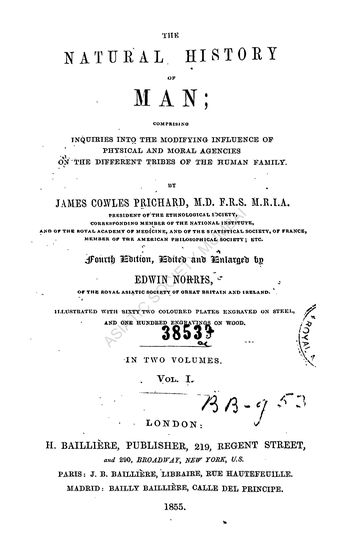 THE
NATURAL HISTORY
OF
MAN;
COMPRISING
INQUIRIES INTO THE MODIFYING INFLUENCE OF
PHYSICAL AND MORAL AGENCIES
ON THE DIFFERENT TRIBES OF THE HUMAN FAMILY.
BY
JAMES COWLES PRICHARD, M.D. F.R.S. M.R.I.A.
PRESIDENT OF THE ETHNOLOGICAL SOCIETY,
CORRESPONDING MEMBER OF THE NATIONAL INSTITUTE,
AND OF THE ROYAL ACADEMY OF MEDICINE, AND OF THE STATISTICAL SOCIETY, OF FRANCE,
MEMBER OF THE AMERICAN PHILOSOPHICAL SOCIETY; ETC.
Fourth Edition, Edited and Enlarged by
EDWIN NORRIS,
OF THE ROYAL ASIATIC SOCIETY OF GREAT BRITAIN AND IRELAND.
ILLUSTRATED WITH SIXTY TWO COLOURED PLATES ENGRAVED ON STEEL,
AND ONE HUNDRED ENGRAVINGS ON WOOD.
38534
IN TWO VOLUMES.
VOL. I.
BB-953
LONDON:
H. BAILLIÈRE, PUBLISHER, 219, REGENT STREET,
and 290, BROADWAY, NEW YORK, U.S.
PARIS: J. B. BAILLIÈRE, LIBRAIRE, RUE HAUTEFEUILLE.
MADRID: BAILLY BAILLIÈRE, CALLE DEL PRINCIPE.
1855.
ROYAL